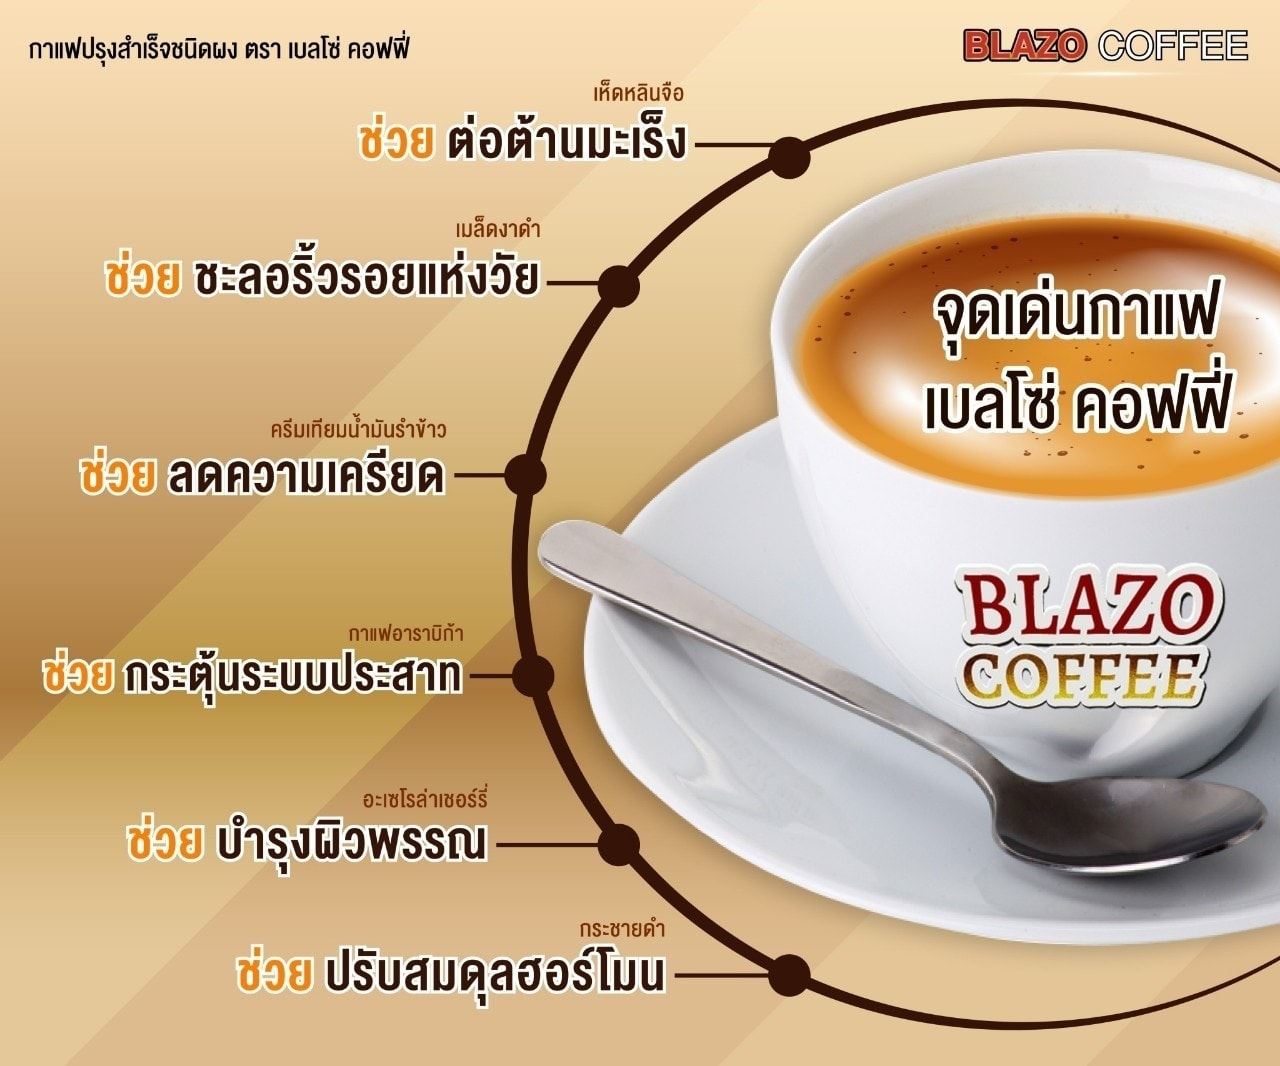 กาแฟปรุงสำเร็จชนิดผง ตรา เบลโซ่ คอฟฟี่
BLAZO COFFEE
เห็ดหลินจือ
ช่วย ต่อต้านมะเร็ง
เมล็ดงาดำ
ช่วย ชะลอริ้วรอยแห่งวัย
จุดเด่นกาแฟ
เบลโซ่ คอฟฟี่
ครีมเทียมน้ำมันรำข้าว
ช่วย ลดความเครียด
BLAZO
COFFEE
กาแฟอาราบิก้า
ช่วย กระตุ้นระบบประสาท
อะเซโรล่าเชอร์รี่
ช่วย บำรุงผิวพรรณ
กระชายดำ
ช่วย ปรับสมดุลฮอร์โมน